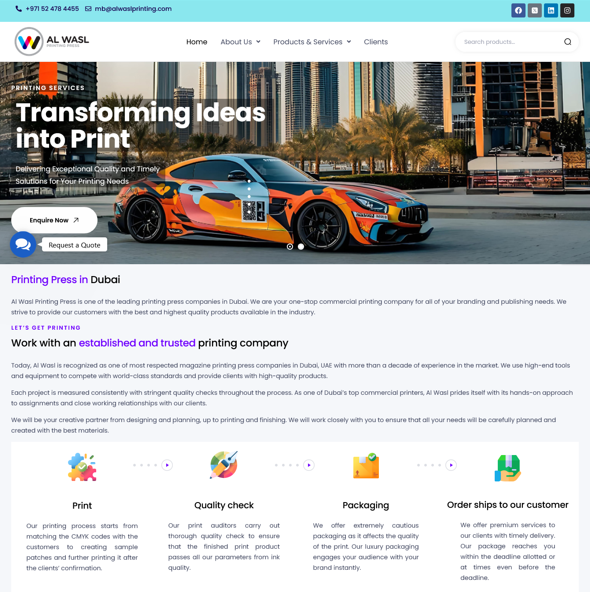 +971 52 478 4455 mb@alwaslprinting.com
AL WASL
PRINTING PRESS
Home About Us Products & Services Clients
Search products...
PRINTING SERVICES
Transforming Ideas
into Print
Delivering Exceptional Quality and Timely
Solutions for Your Printing Needs
Enquire Now
Request a Quote
Printing Press in Dubai
Al Wasl Printing Press is one of the leading printing press companies in Dubai. We are your one-stop commercial printing company for all of your branding and publishing needs. We
strive to provide our customers with the best and highest quality products available in the industry.
LET'S GET PRINTING
Work with an established and trusted printing company
Today, Al Wasl is recognized as one of most respected magazine printing press companies in Dubai, UAE with more than a decade of experience in the market. We use high-end tools
and equipment to compete with world-class standards and provide clients with high-quality products.
Each project is measured consistently with stringent quality checks throughout the process. As one of Dubai's top commercial printers, Al Wasl prides itself with its hands-on approach
to assignments and close working relationships with our clients.
We will be your creative partner from designing and planning, up to printing and finishing. We will work closely with you to ensure that all your needs will be carefully planned and
created with the best materials.
Print
Our printing process starts from
matching the CMYK codes with the
customers to creating sample
patches and further printing it after
the clients' confirmation.
Quality check
Our print auditors carry out
thorough quality check to ensure
that the finished print product
passes all our parameters from ink
quality.
Packaging
We offer extremely cautious
packaging as it affects the quality
of the print. Our luxury packaging
engages your audience with your
brand instantly.
Order ships to our customer
We offer premium services to
our clients with timely delivery.
Our package reaches you
within the deadline allotted or
at times even before the
deadline.